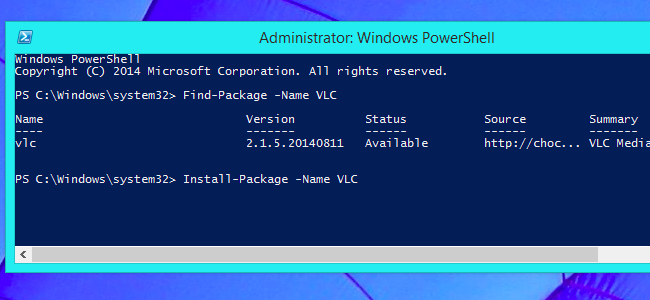 Administrator: Windows PowerShell
Windows PowerShell
Copyright (C) 2014 Microsoft Corporation. All rights reserved.
PS C:\Windows\system32> Find-Package -Name VLC
Name Version Status Source Summary
---- ------- ------ ------ -------
vlc 2.1.5.20140811 Available http://choc... VLC Media
PS C:\Windows\system32> Install-Package -Name VLC